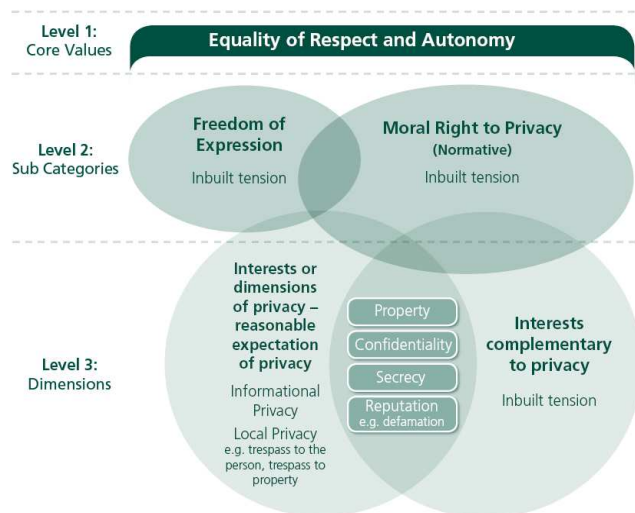 Level 1:
Core Values
Equality of Respect and Autonomy
Level 2:
Sub Categories
Freedom of
Expression
Inbuilt tension
Moral Right to Privacy
(Normative)
Inbuilt tension
Level 3:
Dimensions
Interests or
dimensions
of privacy –
reasonable
expectation
of privacy
Informational
Privacy
Local Privacy
e.g. trespass to the
person, trespass to
property
Property
Confidentiality
Secrecy
Reputation
e.g. defamation
Interests
complementary
to privacy
Inbuilt tension